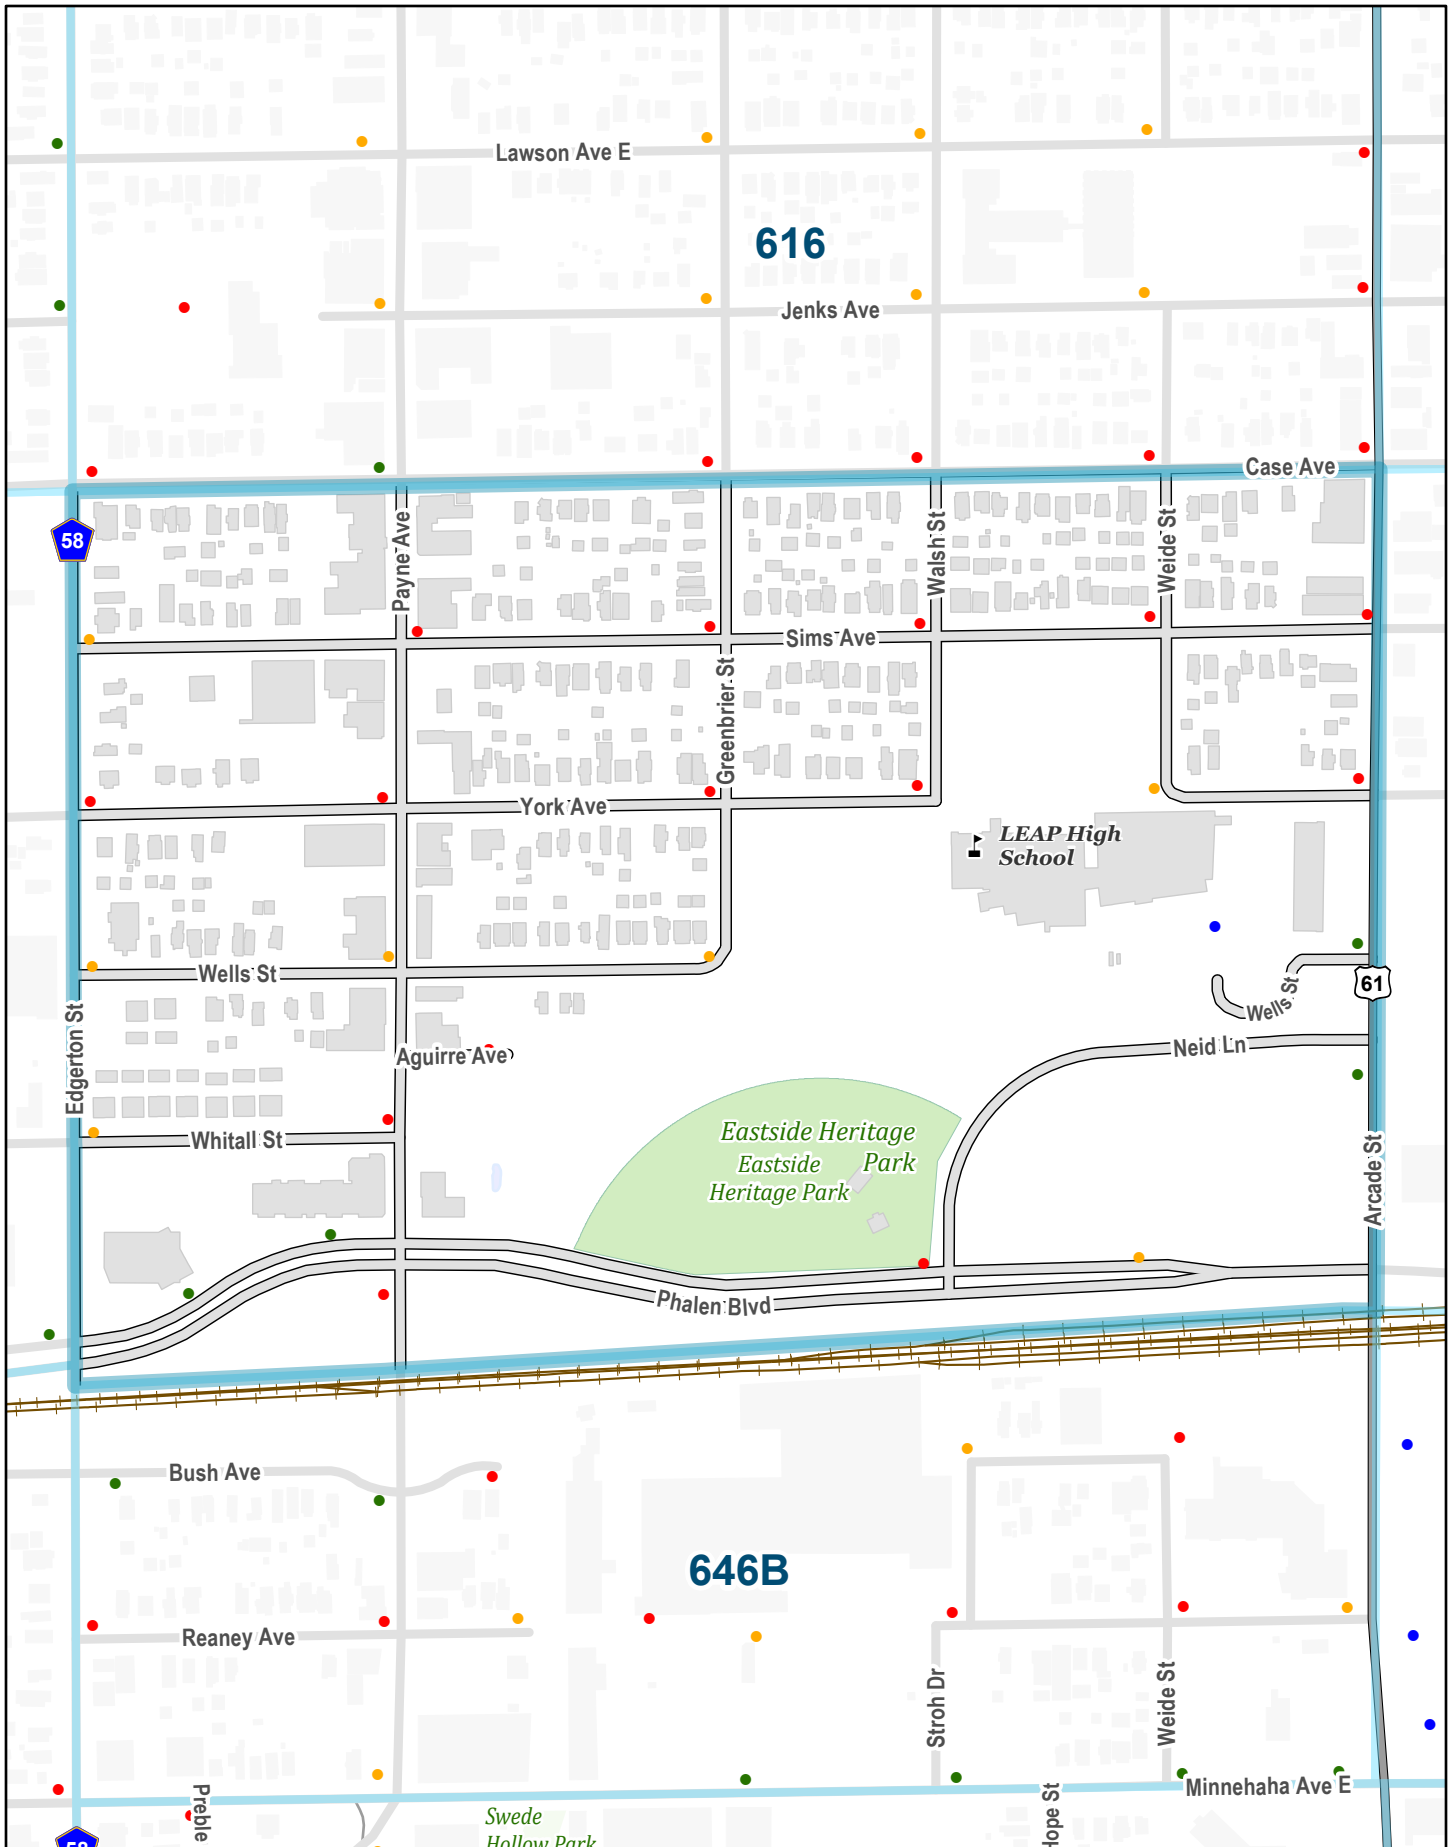 Lawson Ave E
616
Jenks Ave
Case Ave
58
Payne Ave
Walsh St
Weide St
Sims Ave
Greenbrier St
York Ave
LEAP High
School
Wells St
61
Wells St
Edgerton St
Aguirre Ave
Neid Ln
Whitall St
Eastside Heritage
Park
Eastside
Heritage Park
Arcade St
Phalen Blvd
Bush Ave
646B
Reaney Ave
Stroh Dr
Weide St
Minnehaha Ave E
Preble
Hope St
Swede
Hollow Park
58